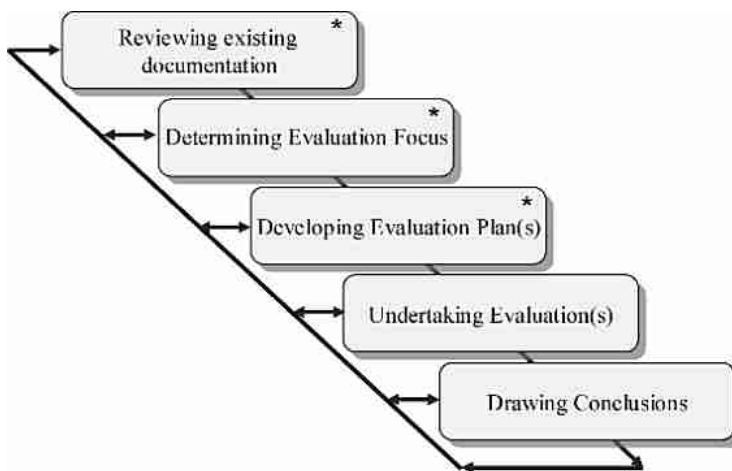 Reviewing existing *
documentation
Determining Evaluation Focus *
Developing Evaluation Plan(s) *
Undertaking Evaluation(s)
Drawing Conclusions